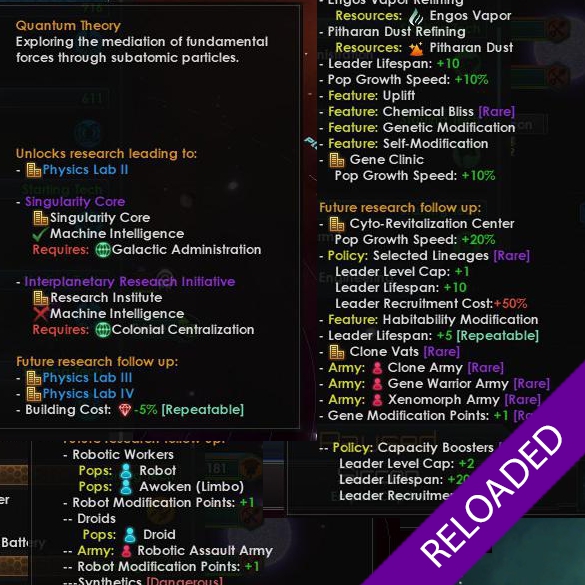 Quantum Theory
Exploring the mediation of fundamental
forces through subatomic particles.
611
Unlocks research leading to:
- Physics Lab II
- Singularity Core
Singularity Core
Machine Intelligence
Requires: Galactic Administration
- Interplanetary Research Initiative
Research Institute
Machine Intelligence
Requires: Colonial Centralization
Future research follow up:
- Physics Lab III
- Physics Lab IV
- Building Cost: -5% [Repeatable]
- Engos Vapor Refining
Resources: Engos Vapor
- Pitharan Dust Refining
Resources: Pitharan Dust
- Leader Lifespan: +10
- Pop Growth Speed: +10%
- Feature: Uplift
- Feature: Chemical Bliss [Rare]
- Feature: Genetic Modification
- Feature: Self-Modification
- Gene Clinic
Pop Growth Speed: +10%
Future research follow up:
- Cyto-Revitalization Center
Pop Growth Speed: +20%
- Policy: Selected Lineages [Rare]
Leader Level Cap: +1
Leader Lifespan: +10
Leader Recruitment Cost:+50%
- Feature: Habitability Modification
- Leader Lifespan: +5 [Repeatable]
- Clone Vats [Rare]
- Army: Clone Army [Rare]
- Army: Gene Warrior Army [Rare]
- Army: Xenomorph Army [Rare]
- Gene Modification Points: +1
-- Policy: Capacity Boosters
Leader Level Cap: +2
Leader Lifespan: +20
Leader
Future research follow up:
- Robotic Workers
Pops: Robot
Pops: Awoken (Limbo)
- Robot Modification Points: +1
-- Droids
Pops: Droid
-- Army: Robotic Assault Army
-- Robot Modification Points: +1
---Synthetics [Dangerous]
181
Battery
RELOADED